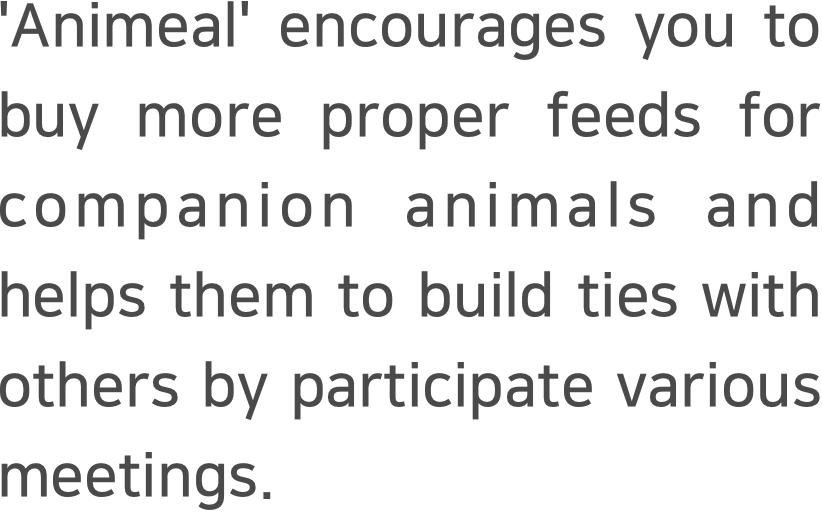 'Animeal' encourages you to
buy more proper feeds for
companion animals and
helps them to build ties with
others by participate various
meetings.